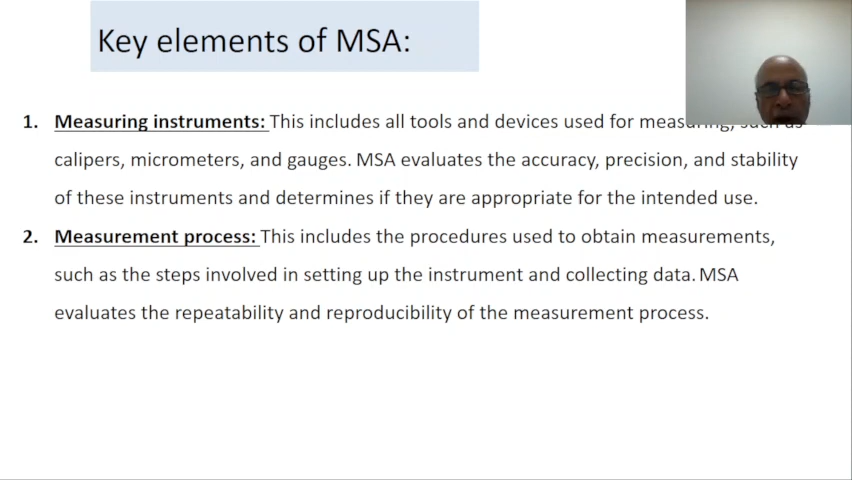 Key elements of MSA:
1. Measuring instruments: This includes all tools and devices used for measuring, such as
calipers, micrometers, and gauges. MSA evaluates the accuracy, precision, and stability
of these instruments and determines if they are appropriate for the intended use.
2. Measurement process: This includes the procedures used to obtain measurements,
such as the steps involved in setting up the instrument and collecting data. MSA
evaluates the repeatability and reproducibility of the measurement process.